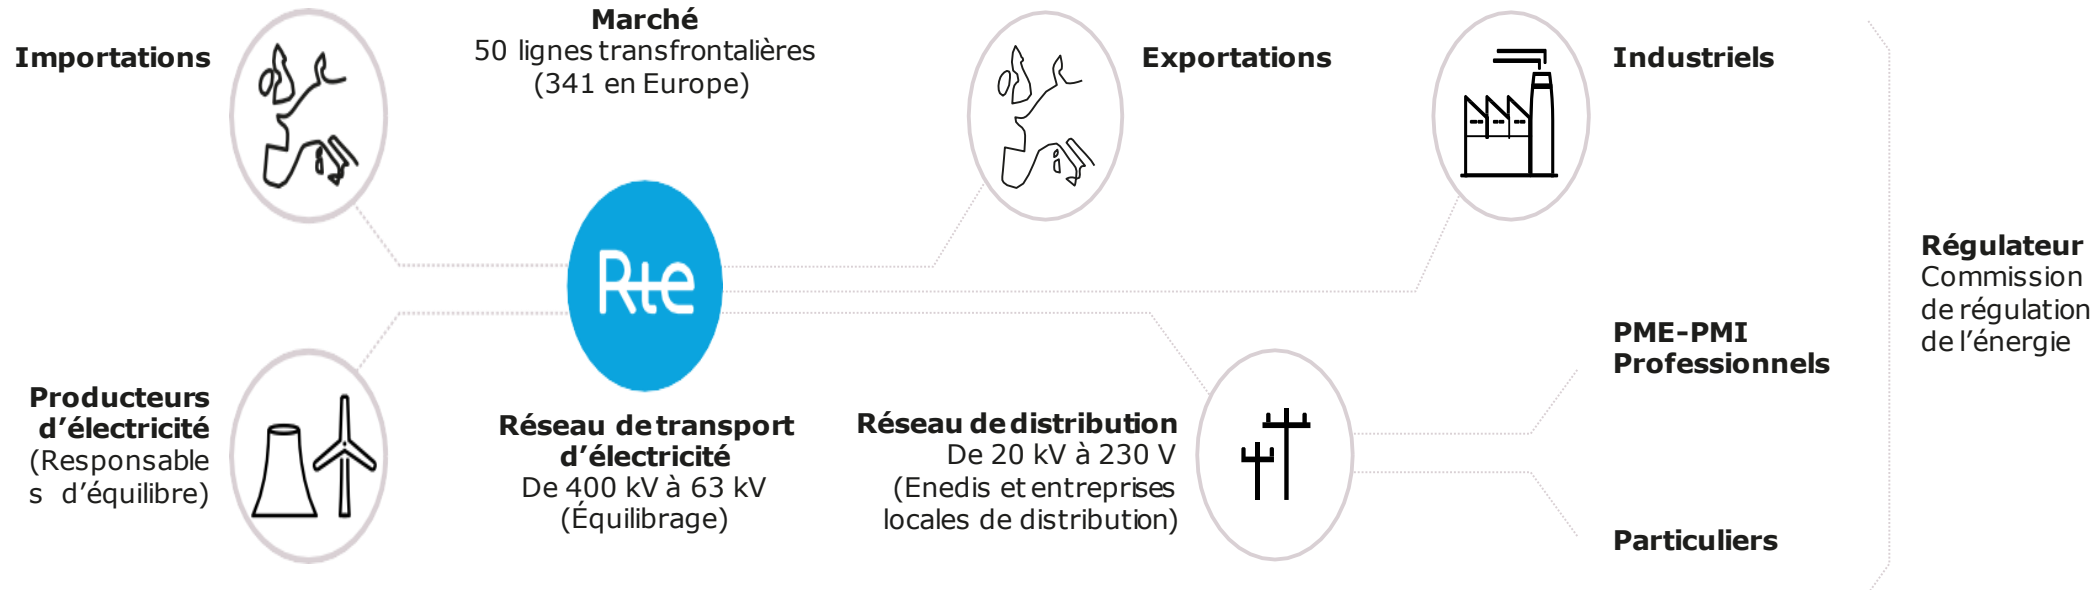 Importations
Marché
50 lignes transfrontalières
(341 en Europe)
Exportations
Industriels
Rte
Régulateur
Commission
de régulation
de l’énergie
PME-PMI
Professionnels
Producteurs
d’électricité
(Responsable
s d’équilibre)
Réseau de transport
d’électricité
De 400 kV à 63 kV
(Équilibrage)
Réseau de distribution
De 20 kV à 230 V
(Enedis et entreprises
locales de distribution)
Particuliers